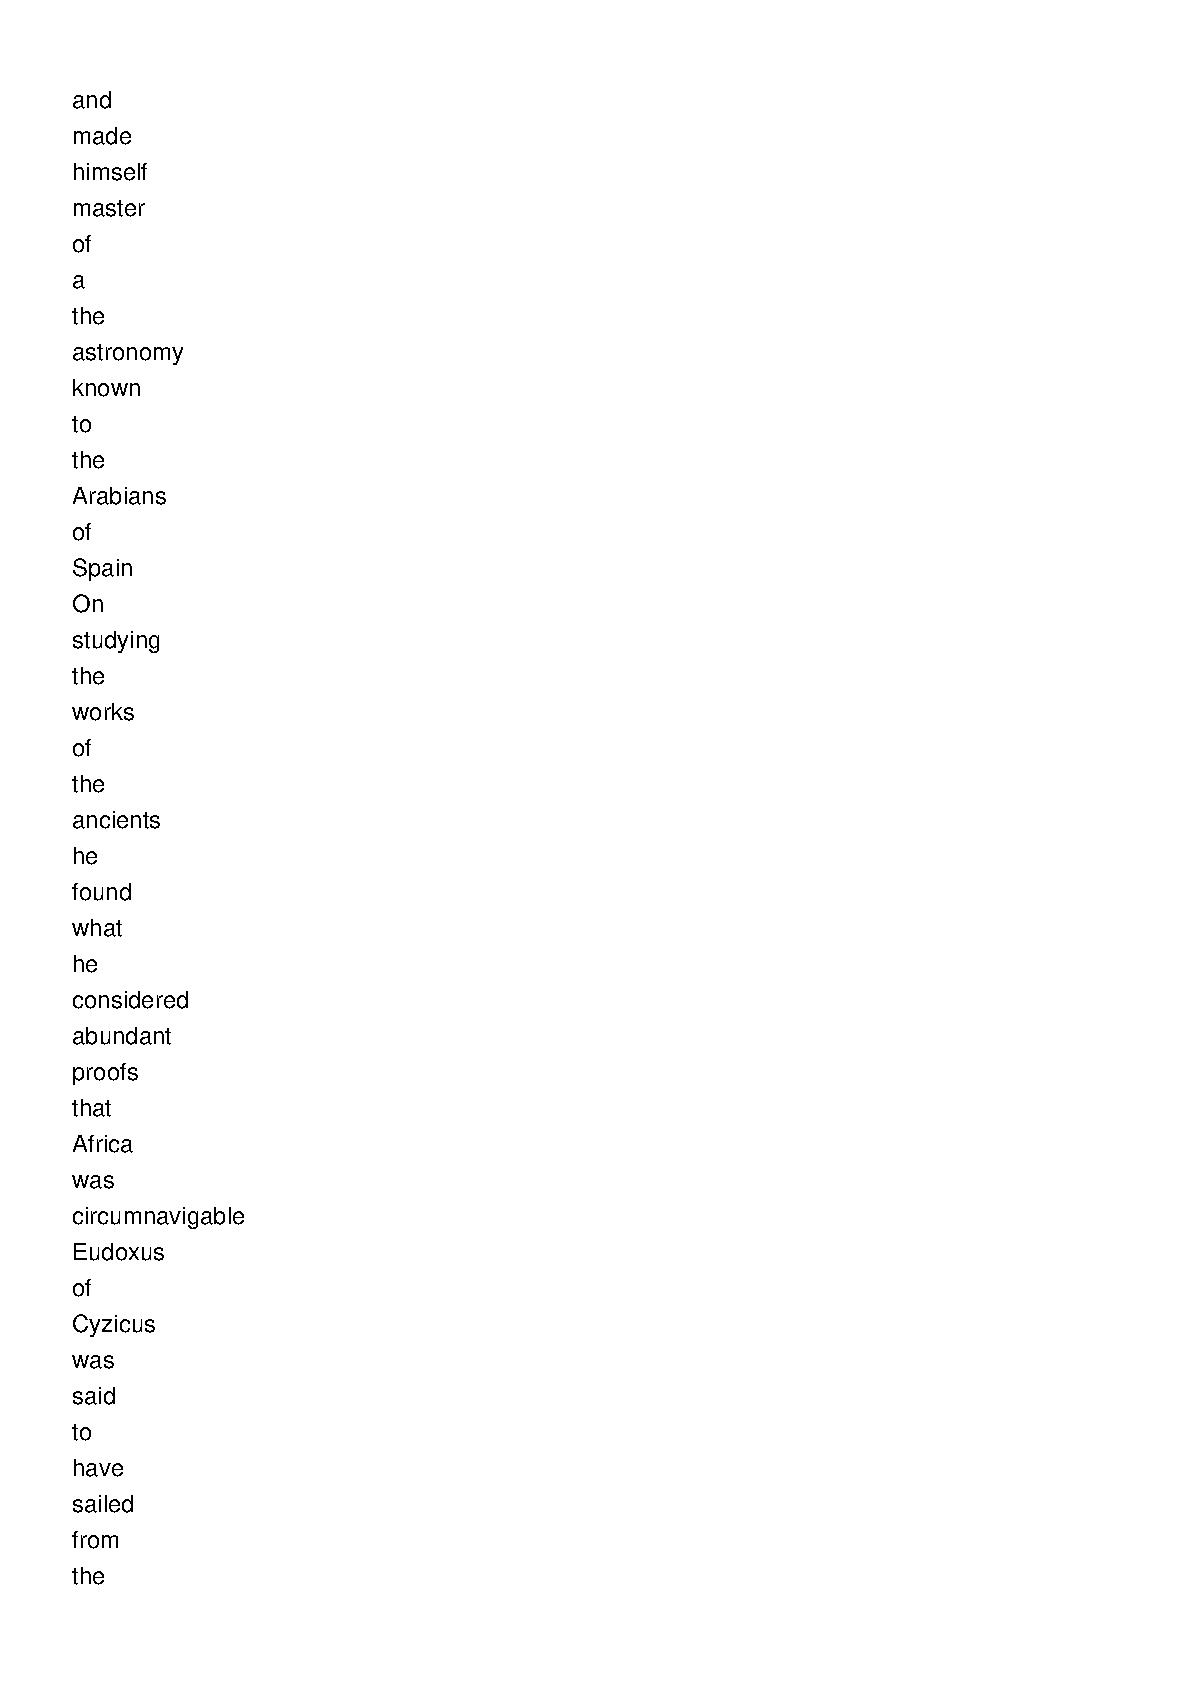 and
made
himself
master
of
a
the
astronomy
known
to
the
Arabians
of
Spain
On
studying
the
works
of
the
ancients
he
found
what
he
considered
abundant
proofs
that
Africa
was
circumnavigable
Eudoxus
of
Cyzicus
was
said
to
have
sailed
from
the